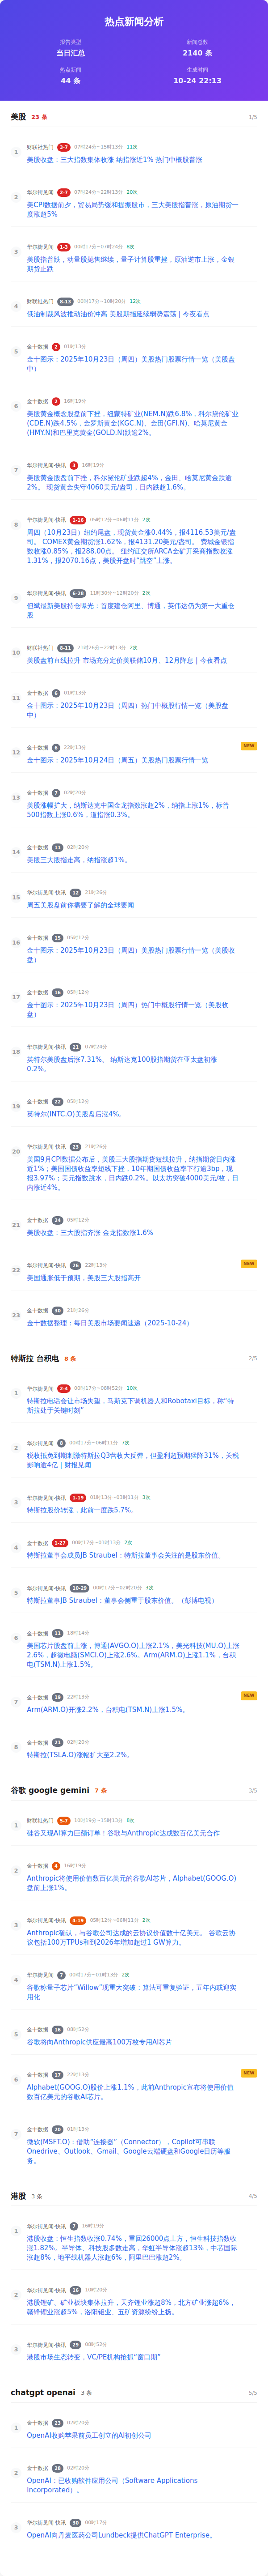 热点新闻分析
报告类型
当日汇总
新闻总数
2140 条
热点新闻
44 条
生成时间
10-24 22:13
美股 23 条 1/5
1 财联社热门 3-7 07时24分~15时13分 11次
美股收盘：三大指数集体收涨 纳指涨近1% 热门中概股普涨
2 华尔街见闻 2-7 07时24分~22时13分 20次
美CPI数据前夕，贸易局势缓和提振股市，三大美股指普涨，原油期货一
度涨超5%
3 华尔街见闻 1-3 00时17分~07时24分 8次
美股指普跌，动量股抛售继续，量子计算股重挫，原油逆市上涨，金银
期货止跌
4 财联社热门 6-13 00时17分~10时20分 12次
俄油制裁风波推动油价冲高 美股期指延续弱势震荡 | 今夜看点
5 金十数据 2 01时13分
金十图示：2025年10月23日（周四）美股热门股票行情一览（美股盘
中）
6 金十数据 2 16时19分
美股黄金概念股盘前下挫，纽蒙特矿业(NEM.N)跌6.8%，科尔黛伦矿业
(CDE.N)跌4.5%，金罗斯黄金(KGC.N)、金田(GFI.N)、哈莫尼黄金
(HMY.N)和巴里克黄金(GOLD.N)跌逾2%。
7 华尔街见闻-快讯 3 16时19分
美股黄金股盘前下挫，科尔黛伦矿业跌超4%，金田、哈莫尼黄金跌逾
2%。 现货黄金失守4060美元/盎司，日内跌超1.6%。
8 华尔街见闻-快讯 1-16 05时12分~06时11分 2次
周四（10月23日）纽约尾盘，现货黄金涨0.44%，报4116.53美元/盎
司。 COMEX黄金期货涨1.62%，报4131.20美元/盎司。 费城金银指
数收涨0.85%，报288.00点。 纽约证交所ARCA金矿开采商指数收涨
1.31%，报2070.16点，美股开盘时“跳空”上涨。
9 华尔街见闻-快讯 6-28 11时30分~12时20分 2次
但斌最新美股持仓曝光：首度建仓阿里、博通，英伟达仍为第一大重仓
股
10 财联社热门 8-11 21时26分~22时13分 2次
美股盘前直线拉升 市场充分定价美联储10月、12月降息 | 今夜看点
11 金十数据 6 01时13分
金十图示：2025年10月23日（周四）热门中概股行情一览（美股盘
中）
12 金十数据 6 22时13分 NEW
金十图示：2025年10月24日（周五）美股热门股票行情一览
13 金十数据 7 02时20分
美股涨幅扩大，纳斯达克中国金龙指数涨超2%，纳指上涨1%，标普
500指数上涨0.6%，道指涨0.3%。
14 金十数据 11 02时20分
美股三大股指走高，纳指涨超1%。
15 华尔街见闻-快讯 12 21时26分
周五美股盘前你需要了解的全球要闻
16 金十数据 15 05时12分
金十图示：2025年10月23日（周四）美股热门股票行情一览（美股收
盘）
17 金十数据 16 05时12分
金十图示：2025年10月23日（周四）热门中概股行情一览（美股收
盘）
18 华尔街见闻-快讯 21 07时24分
英特尔美股盘后涨7.31%。 纳斯达克100指数期货在亚太盘初涨
0.2%。
19 金十数据 23 05时12分
英特尔(INTC.O)美股盘后涨4%。
20 华尔街见闻-快讯 23 21时26分
美国9月CPI数据公布后，美股三大股指期货短线拉升，纳指期货日内涨
近1%；美国国债收益率短线下挫，10年期国债收益率下行逾3bp，现
报3.97%；美元指数跳水，日内跌0.2%。以太坊突破4000美元/枚，日
内涨近4%。
21 金十数据 24 05时12分
美股收盘：三大股指齐涨 金龙指数涨1.6%
22 华尔街见闻-快讯 26 22时13分 NEW
美国通胀低于预期，美股三大股指高开
23 金十数据 30 21时26分
金十数据整理：每日美股市场要闻速递（2025-10-24）
特斯拉 台积电 8 条 2/5
1 华尔街见闻 2-4 00时17分~08时52分 10次
特斯拉电话会让市场失望，马斯克下调机器人和Robotaxi目标，称“特
斯拉处于关键时刻”
2 华尔街见闻 8 00时17分~06时11分 7次
税收抵免到期刺激特斯拉Q3营收大反弹，但盈利超预期猛降31%，关税
影响逾4亿 | 财报见闻
3 华尔街见闻-快讯 1-19 01时13分~03时11分 3次
特斯拉股价转涨，此前一度跌5.7%。
4 金十数据 1-27 00时17分~02时13分 2次
特斯拉董事会成员JB Straubel：特斯拉董事会关注的是股东价值。
5 华尔街见闻-快讯 10-29 00时17分~02时20分 3次
特斯拉董事JB Straubel：董事会侧重于股东价值。（彭博电视）
6 金十数据 11 18时14分
美国芯片股盘前上涨，博通(AVGO.O)上涨2.1%，美光科技(MU.O)上涨
2.6%，超微电脑(SMCI.O)上涨2.6%。Arm(ARM.O)上涨1.1%，台积
电(TSM.N)上涨1.5%。
7 金十数据 19 22时13分 NEW
Arm(ARM.O)开涨2.2%，台积电(TSM.N)上涨1.5%。
8 金十数据 21 02时20分
特斯拉(TSLA.O)涨幅扩大至2.2%。
谷歌 google gemini 7 条 3/5
1 财联社热门 5-7 10时19分~15时13分 8次
硅谷又现AI算力巨额订单！谷歌与Anthropic达成数百亿美元合作
2 金十数据 4 16时19分
Anthropic将使用价值数百亿美元的谷歌AI芯片，Alphabet(GOOG.O)
盘前上涨1%。
3 华尔街见闻-快讯 4-19 05时12分~06时11分 2次
Anthropic确认，与谷歌公司达成的云协议价值数十亿美元。 谷歌云协
议包括100万TPUs和到2026年增加超过1 GW算力。
4 华尔街见闻 7 00时17分~01时13分 2次
谷歌称量子芯片“Willow”现重大突破：算法可重复验证，五年内或迎实
用化
5 金十数据 16 08时52分
谷歌将向Anthropic供应最高100万枚专用AI芯片
6 金十数据 17 22时13分 NEW
Alphabet(GOOG.O)股价上涨1.1%，此前Anthropic宣布将使用价值
数百亿美元的谷歌AI芯片。
7 金十数据 20 01时13分
微软(MSFT.O)：借助“连接器”（Connector），Copilot可串联
Onedrive、Outlook、Gmail、Google云端硬盘和Google日历等服
务。
港股 3 条 4/5
1 华尔街见闻-快讯 7 16时19分
港股收盘：恒生指数收涨0.74%，重回26000点上方，恒生科技指数收
涨1.82%。半导体、科技股多数走高，华虹半导体涨超13%，中芯国际
涨超8%，地平线机器人涨超6%，阿里巴巴涨超2%。
2 华尔街见闻-快讯 16 10时20分
港股锂矿、矿业板块集体拉升，天齐锂业涨超8%，北方矿业涨超6%，
赣锋锂业涨超5%，洛阳钼业、五矿资源纷纷上扬。
3 华尔街见闻-快讯 29 08时52分
港股市场生态转变，VC/PE机构抢抓“窗口期”
chatgpt openai 3 条 5/5
1 金十数据 23 02时20分
OpenAI收购苹果前员工创立的AI初创公司
2 金十数据 28 02时20分
OpenAI：已收购软件应用公司（Software Applications
Incorporated）。
3 华尔街见闻-快讯 30 00时17分
OpenAI向丹麦医药公司Lundbeck提供ChatGPT Enterprise。